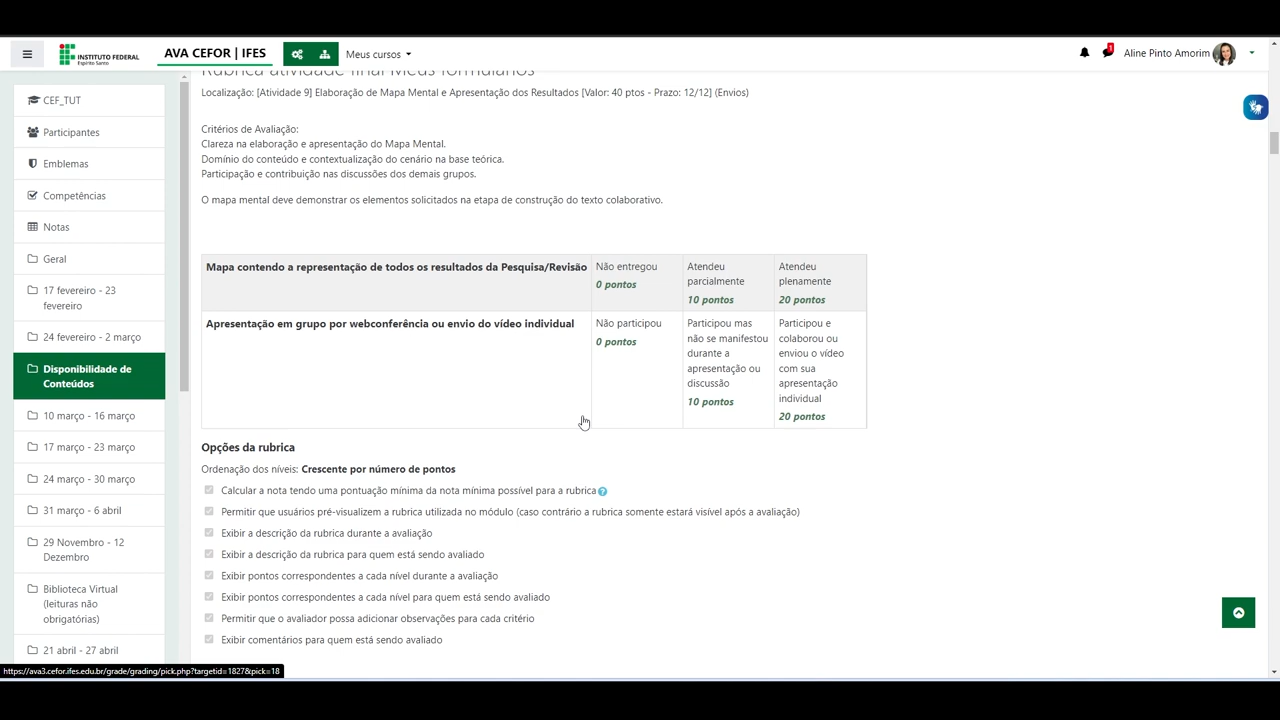 INSTITUTO FEDERAL
Espírito Santo
AVA CEFOR | IFES
Meus cursos
1
Aline Pinto Amorim
CEF_TUT
Participantes
Emblemas
Competências
Notas
Geral
17 fevereiro - 23
fevereiro
24 fevereiro - 2 março
Disponibilidade de
Conteúdos
10 março - 16 março
17 março - 23 março
24 março - 30 março
31 março - 6 abril
29 Novembro - 12
Dezembro
Biblioteca Virtual
(leituras não
obrigatórias)
21 abril - 27 abril
Rubrica atividade final Meus formulários
Localização: [Atividade 9] Elaboração de Mapa Mental e Apresentação dos Resultados [Valor: 40 ptos - Prazo: 12/12] (Envios)
Critérios de Avaliação:
Clareza na elaboração e apresentação do Mapa Mental.
Domínio do conteúdo e contextualização do cenário na base teórica.
Participação e contribuição nas discussões dos demais grupos.
O mapa mental deve demonstrar os elementos solicitados na etapa de construção do texto colaborativo.
Mapa contendo a representação de todos os resultados da Pesquisa/Revisão
Não entregou
0 pontos
Atendeu
parcialmente
10 pontos
Atendeu
plenamente
20 pontos
Apresentação em grupo por webconferência ou envio do vídeo individual
Não participou
0 pontos
Participou mas
não se manifestou
durante a
apresentação ou
discussão
10 pontos
Participou e
colaborou ou
enviou o vídeo
com sua
apresentação
individual
20 pontos
Opções da rubrica
Ordenação dos níveis: Crescente por número de pontos
Calcular a nota tendo uma pontuação mínima da nota mínima possível para a rubrica
Permitir que usuários pré-visualizem a rubrica utilizada no módulo (caso contrário a rubrica somente estará visível após a avaliação)
Exibir a descrição da rubrica durante a avaliação
Exibir a descrição da rubrica para quem está sendo avaliado
Exibir pontos correspondentes a cada nível durante a avaliação
Exibir pontos correspondentes a cada nível para quem está sendo avaliado
Permitir que o avaliador possa adicionar observações para cada critério
Exibir comentários para quem está sendo avaliado
https://ava3.cefor.ifes.edu.br/grade/grading/pick.php?targetid=1827&pick=18